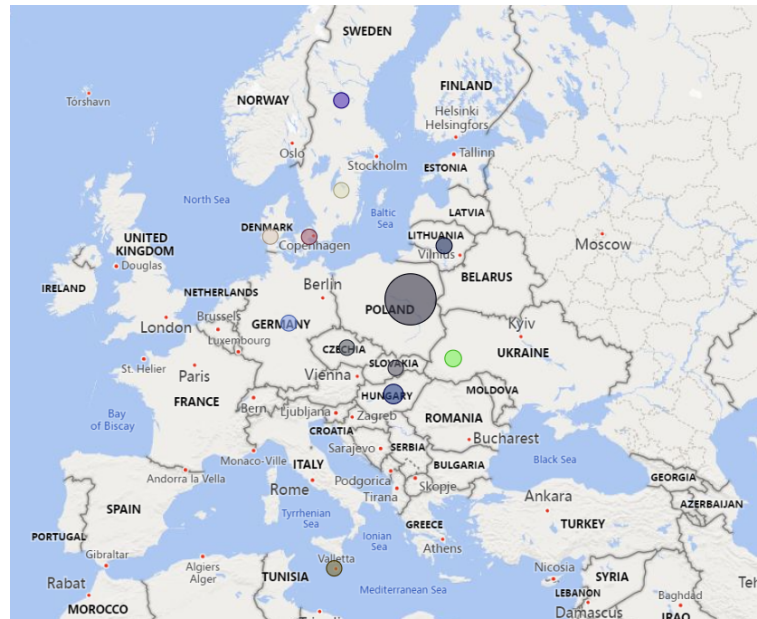 SWEDEN
FINLAND
NORWAY
Tórshavn
Helsinki
Helsingfors
Oslo
Stockholm
Tallinn
ESTONIA
North Sea
Baltic
Sea
LATVIA
DENMARK
Copenhagen
LITHUANIA
Vilnius
Moscow
UNITED
KINGDOM
Douglas
IRELAND
BELARUS
NETHERLANDS
Berlin
POLAND
London
Brussels
GERMANY
Kyiv
Luxembourg
CZECHIA
UKRAINE
St. Helier
Paris
SLOVAKIA
Vienna
MOLDOVA
FRANCE
Bern
HUNGARY
Bay
of Biscay
Ljubljana
Zagreb
ROMANIA
CROATIA
Bucharest
Sarajevo
SERBIA
Monaco-Ville
ITALY
BULGARIA
Black Sea
Andorra la Vella
Podgorica
Skopje
GEORGIA
Rome
Tirana
SPAIN
Ankara
AZERBAIJAN
Tyrrhenian
Sea
GREECE
TURKEY
PORTUGAL
Ionian
Sea
Athens
Gibraltar
Algiers
Alger
Valletta
Nicosia
Rabat
TUNISIA
SYRIA
Teh
Mediterranean Sea
LEBANON
Baghdad
MOROCCO
Damascus
IRAQ